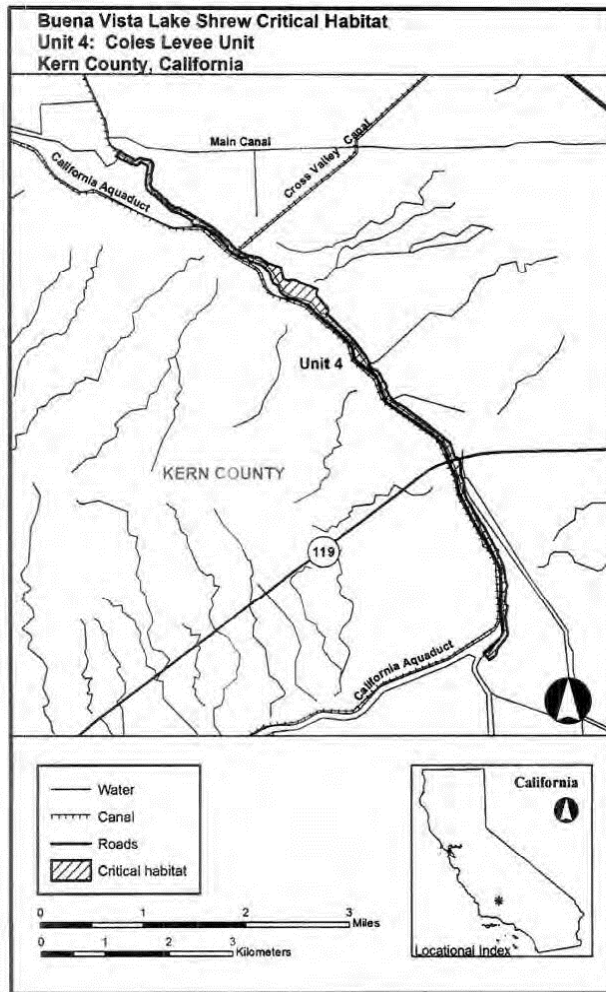 Buena Vista Lake Shrew Critical Habitat
Unit 4: Coles Levee Unit
Kern County, California
Main Canal
Cross Valley Canal
California Aquaduct
Unit 4
KERN COUNTY
119
California Aquaduct
Water
Canal
Roads
Critical habitat
0 1 2 3
Miles
0 1 2 3
Kilometers
California
Locational Index